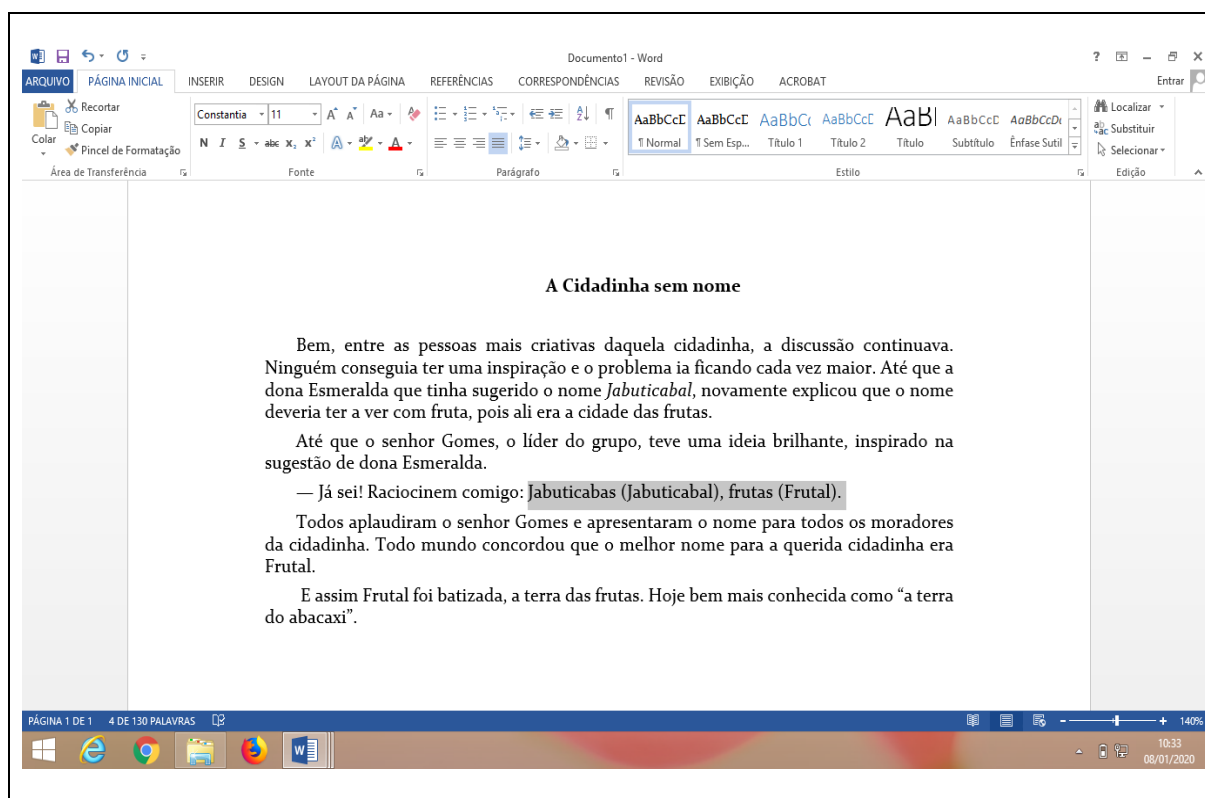 Documento1 - Word
?
ARQUIVO PÁGINA INICIAL INSERIR DESIGN LAYOUT DA PÁGINA REFERÊNCIAS CORRESPONDÊNCIAS REVISÃO EXIBIÇÃO ACROBAT Entrar
Colar
Recortar
Copiar
Pincel de Formatação
Área de Transferência
Constantia 11 Aa
N I S abc x₂ x² A aby A
Fonte
Parágrafo
AaBbCcD AaBbCcD AaBbC AaBbCcD AaBl AaBbCcD AaBbCcDc
¶ Normal ¶ Sem Esp... Título 1 Título 2 Título Subtítulo Ênfase Sutil
Estilo
Localizar
Substituir
Selecionar
Edição
A Cidadinha sem nome
Bem, entre as pessoas mais criativas daquela cidadinha, a discussão continuava.
Ninguém conseguia ter uma inspiração e o problema ia ficando cada vez maior. Até que a
dona Esmeralda que tinha sugerido o nome Jabuticabal, novamente explicou que o nome
deveria ter a ver com fruta, pois ali era a cidade das frutas.
Até que o senhor Gomes, o líder do grupo, teve uma ideia brilhante, inspirado na
sugestão de dona Esmeralda.
— Já sei! Raciocinem comigo: Jabuticabas (Jabuticabal), frutas (Frutal).
Todos aplaudiram o senhor Gomes e apresentaram o nome para todos os moradores
da cidadinha. Todo mundo concordou que o melhor nome para a querida cidadinha era
Frutal.
E assim Frutal foi batizada, a terra das frutas. Hoje bem mais conhecida como “a terra
do abacaxi”.
PÁGINA 1 DE 1 4 DE 130 PALAVRAS 140%
10:33
08/01/2020